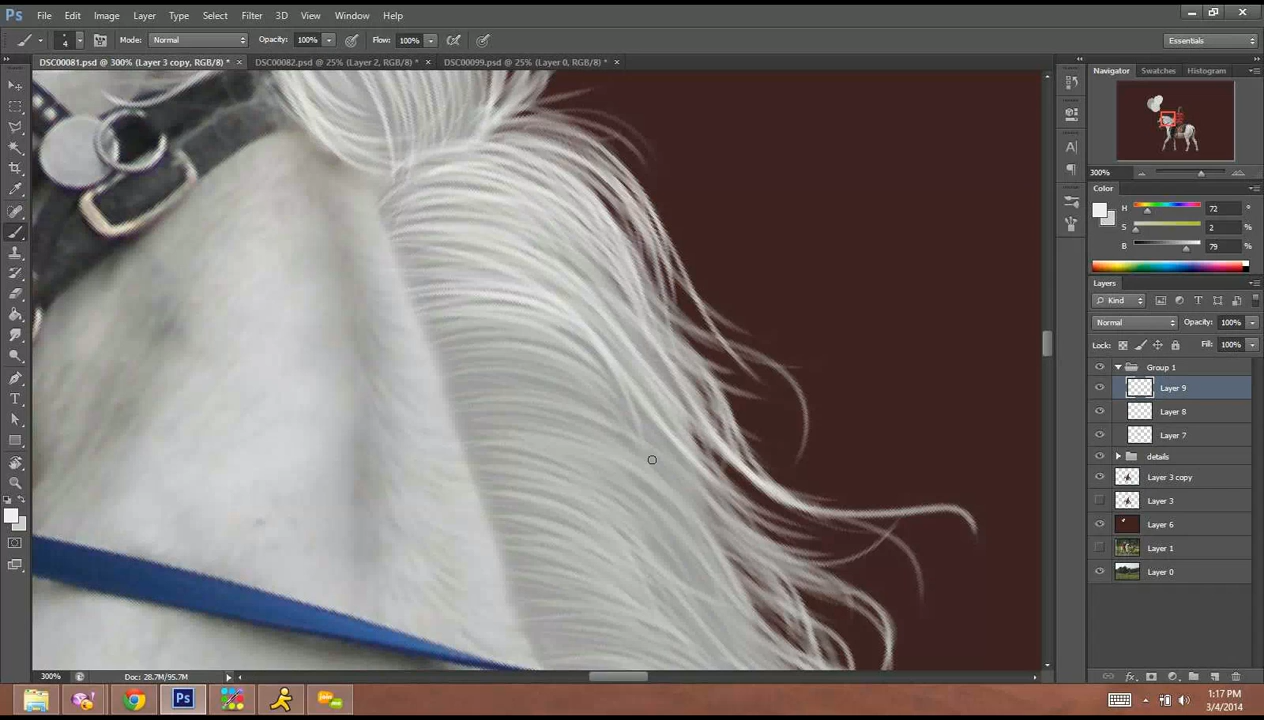 Ps File Edit Image Layer Type Select Filter 3D View Window Help
4 Mode: Normal Opacity: 100% Flow: 100% Essentials
DSC00081.psd @ 300% (Layer 3 copy, RGB/8) * × DSC00082.psd @ 25% (Layer 2, RGB/8) * × DSC00099.psd @ 25% (Layer 0, RGB/8) * ×
Navigator Swatches Histogram
100%
Color
H 72 °
S 2 %
B 79 %
Layers
Kind
Normal Opacity: 100%
Lock: Fill: 100%
Group 1
Layer 9
Layer 8
Layer 7
details
Layer 3 copy
Layer 3
Layer 6
Layer 1
Layer 0
300% Doc: 28.7M/95.7M
Ps
1:17 PM
3/4/2014